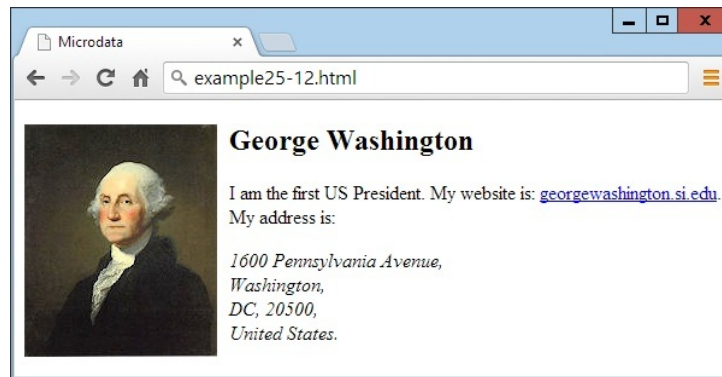 Microdata
example25-12.html
George Washington
I am the first US President. My website is: georgewashington.si.edu.
My address is:
1600 Pennsylvania Avenue,
Washington,
DC, 20500,
United States.